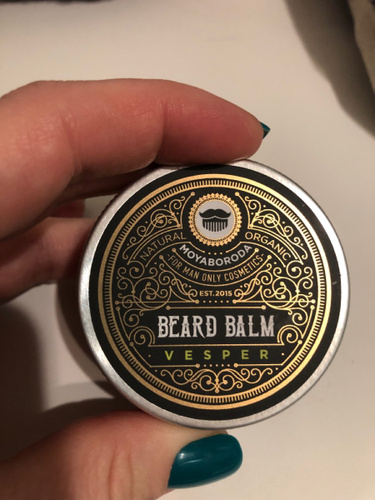 NATURAL ORGANIC
MOYABORODA
FOR MAN ONLY COSMETICS
EST.2015
BEARD BALM
VESPER